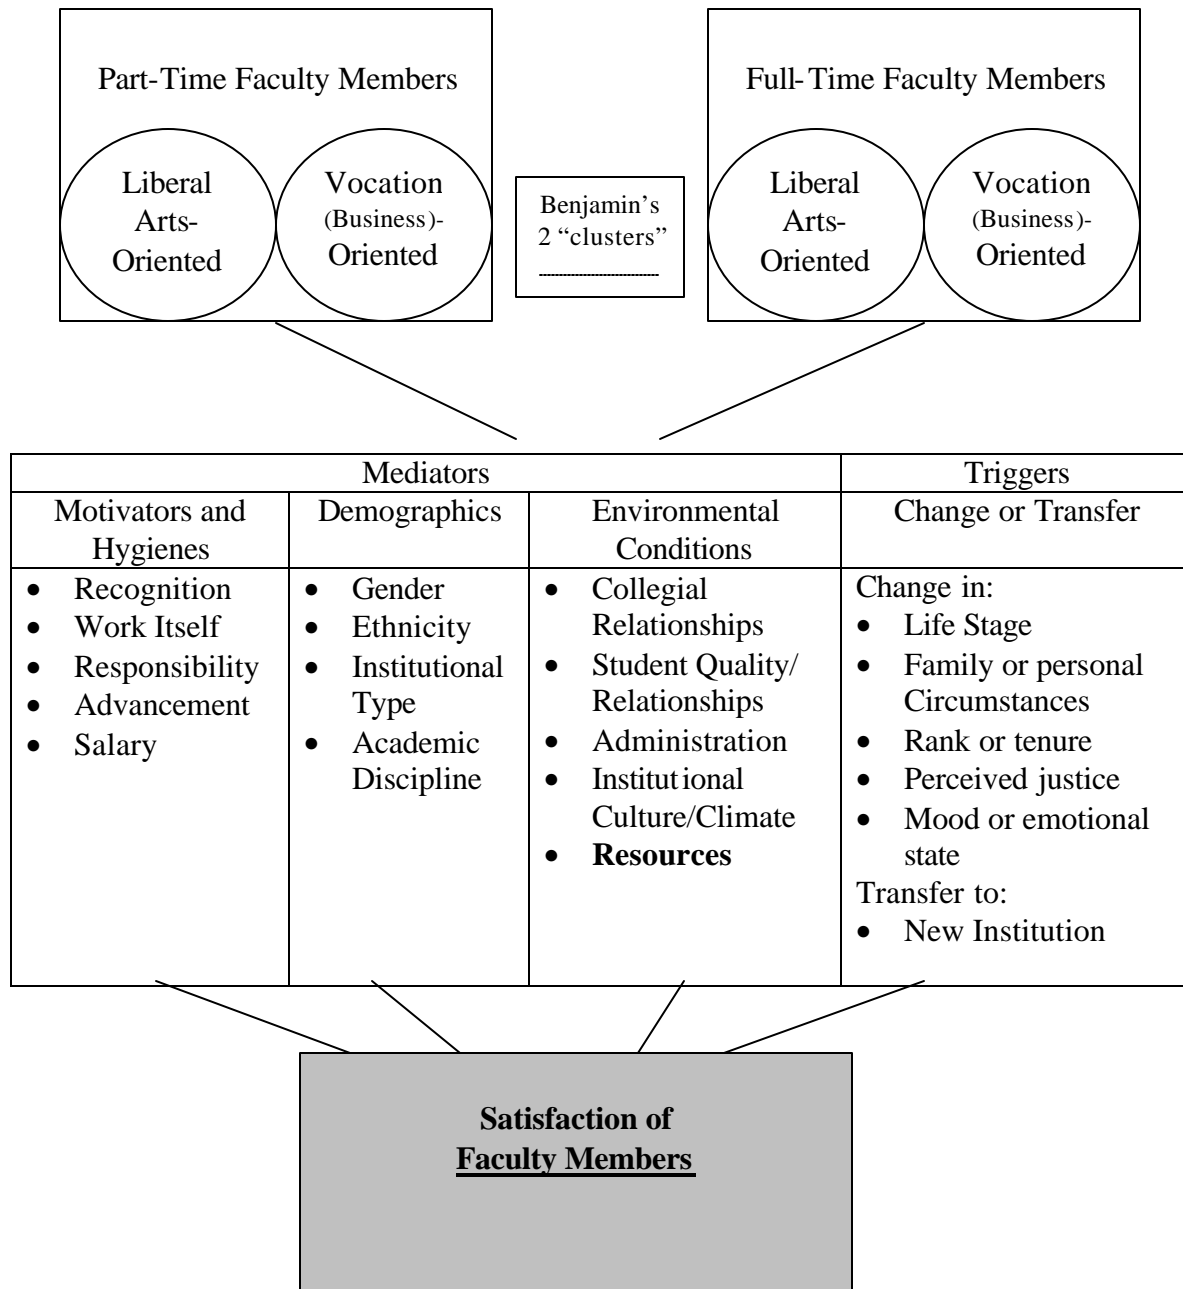 Part-Time Faculty Members
Full-Time Faculty Members
Liberal
Arts-
Oriented
Vocation
(Business)-
Oriented
Benjamin’s
2 “clusters”
Liberal
Arts-
Oriented
Vocation
(Business)-
Oriented
Mediators
Triggers
Motivators and
Hygienes
Demographics
Environmental
Conditions
Change or Transfer
• Recognition
• Work Itself
• Responsibility
• Advancement
• Salary
• Gender
• Ethnicity
• Institutional
Type
• Academic
Discipline
• Collegial
Relationships
• Student Quality/
Relationships
• Administration
• Institutional
Culture/Climate
• Resources
Change in:
• Life Stage
• Family or personal
Circumstances
• Rank or tenure
• Perceived justice
• Mood or emotional
state
Transfer to:
• New Institution
Satisfaction of
Faculty Members